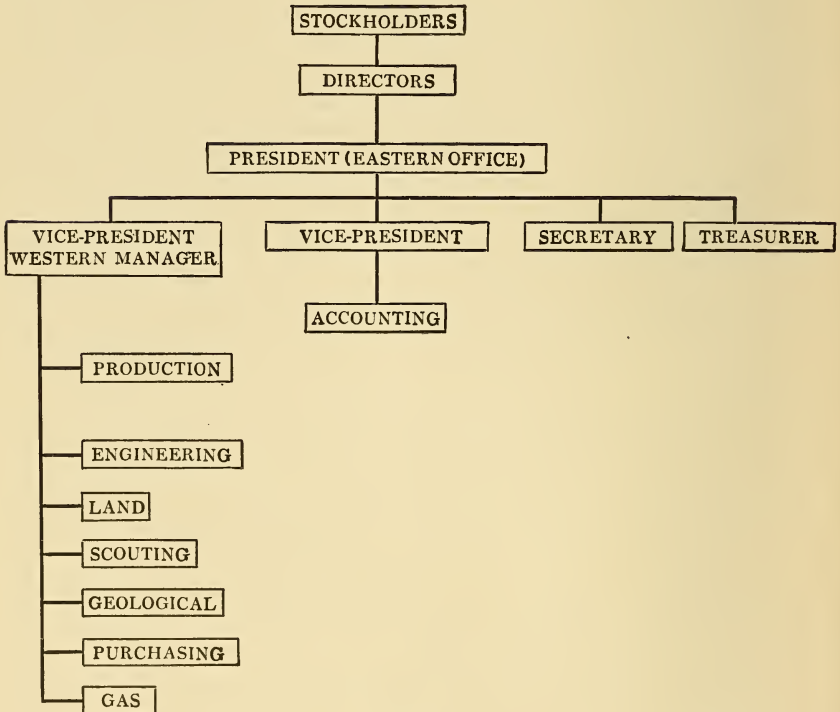 STOCKHOLDERS
DIRECTORS
PRESIDENT (EASTERN OFFICE)
VICE-PRESIDENT
WESTERN MANAGER
VICE-PRESIDENT
SECRETARY
TREASURER
ACCOUNTING
PRODUCTION
ENGINEERING
LAND
SCOUTING
GEOLOGICAL
PURCHASING
GAS